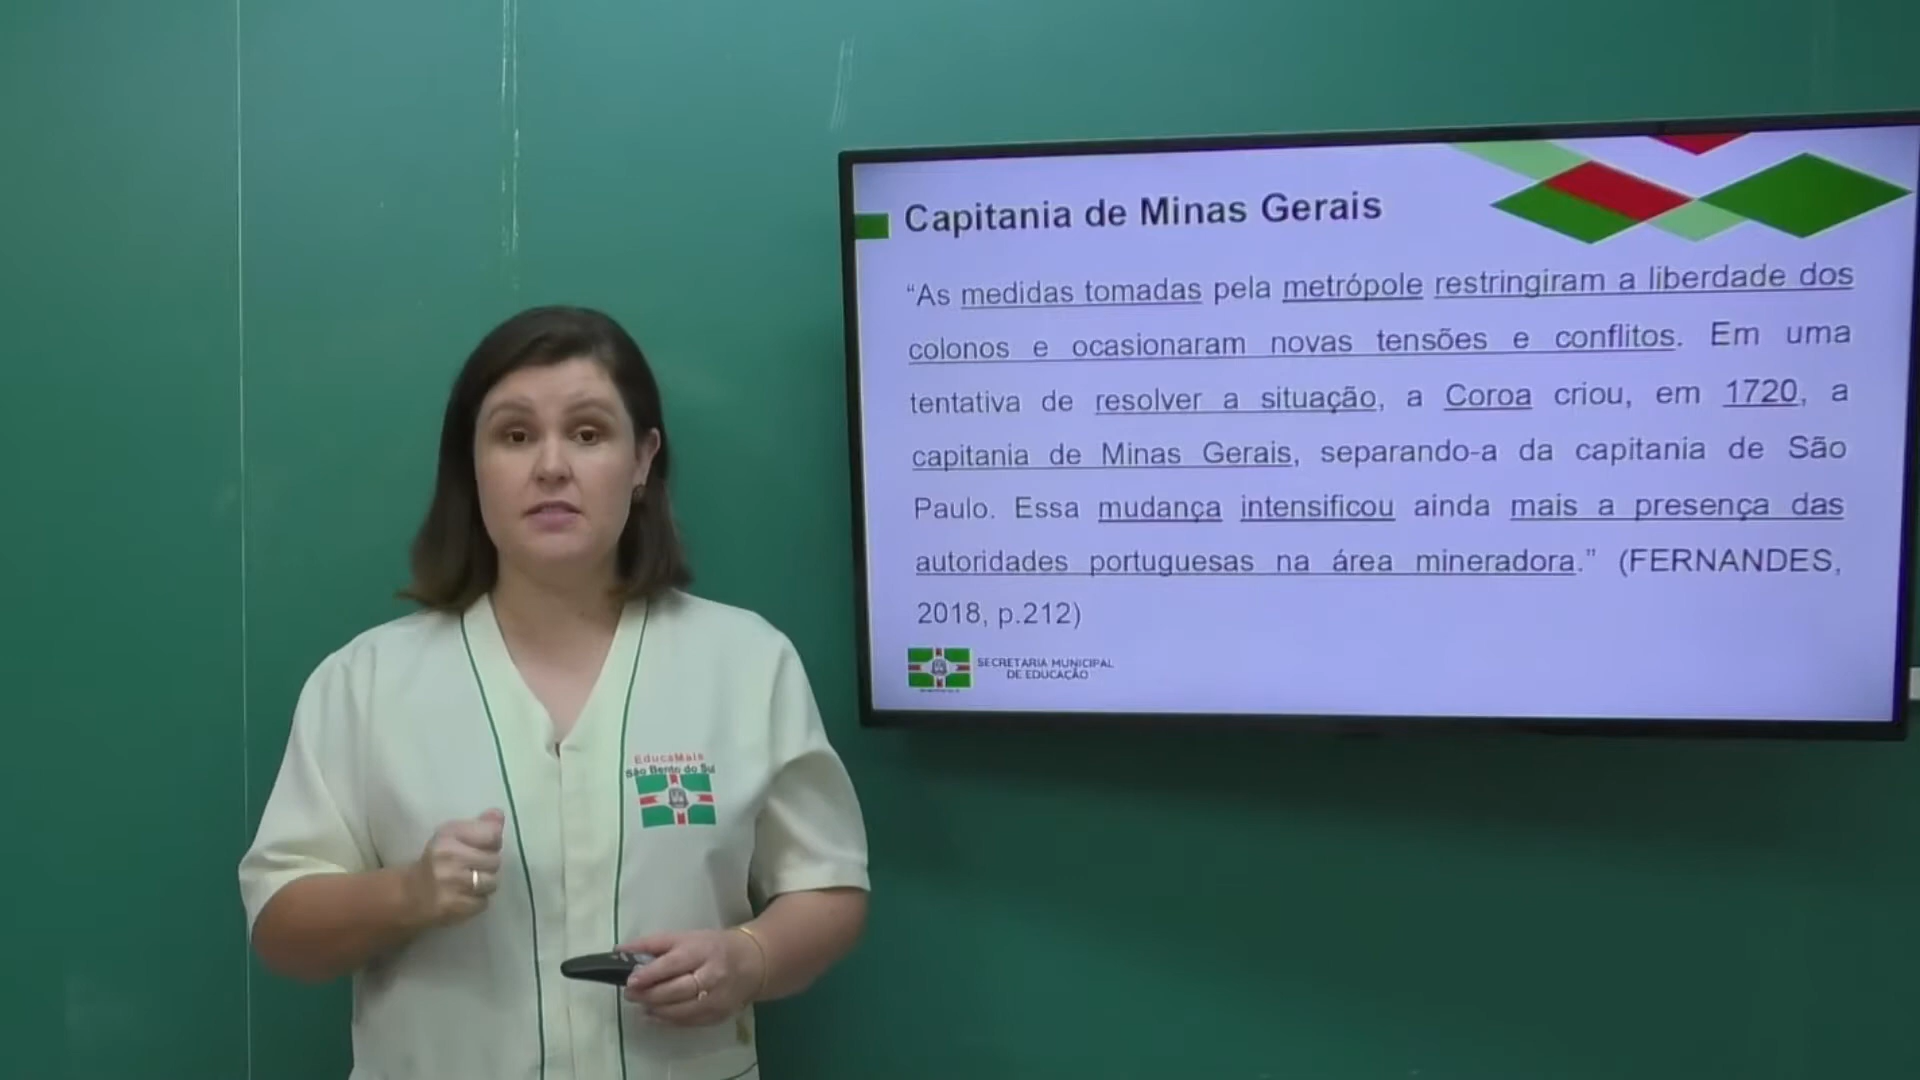 Capitania de Minas Gerais
“As medidas tomadas pela metrópole restringiram a liberdade dos
colonos e ocasionaram novas tensões e conflitos. Em uma
tentativa de resolver a situação, a Coroa criou, em 1720, a
capitania de Minas Gerais, separando-a da capitania de São
Paulo. Essa mudança intensificou ainda mais a presença das
autoridades portuguesas na área mineradora.” (FERNANDES,
2018, p.212)
SECRETARIA MUNICIPAL
DE EDUCAÇÃO
EducaMais
São Bento do Sul